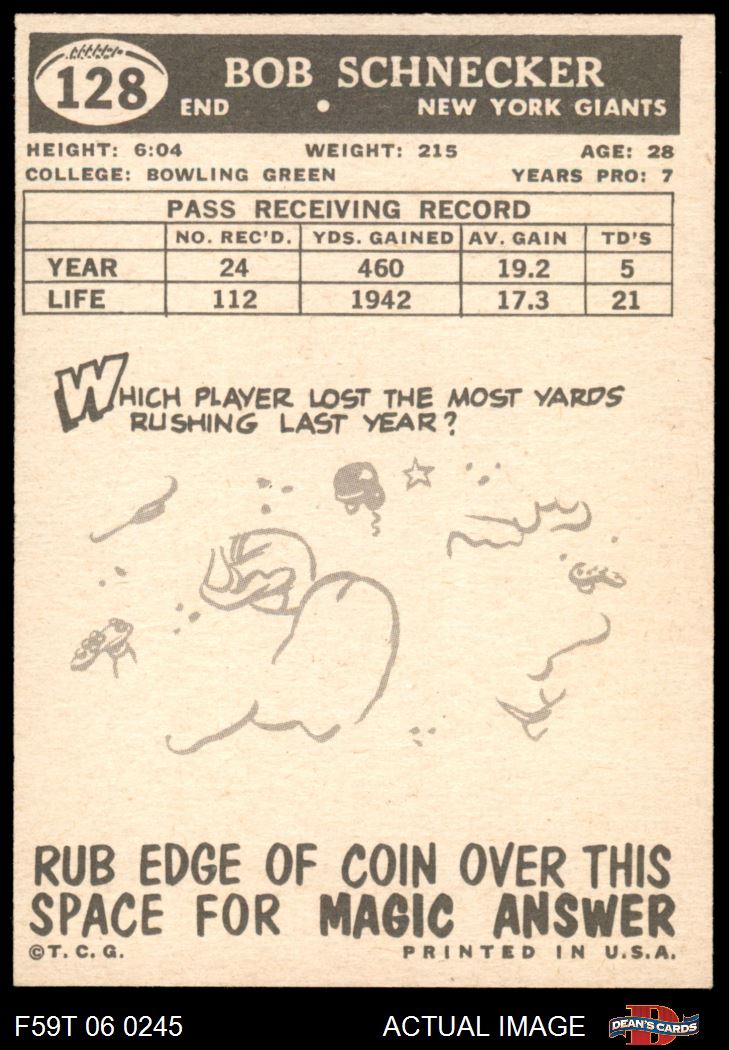 128
BOB SCHNECKER
END • NEW YORK GIANTS
HEIGHT: 6:04 WEIGHT: 215 AGE: 28
COLLEGE: BOWLING GREEN YEARS PRO: 7
PASS RECEIVING RECORD
NO. REC'D. YDS. GAINED AV. GAIN TD'S
YEAR 24 460 19.2 5
LIFE 112 1942 17.3 21
WHICH PLAYER LOST THE MOST YARDS
RUSHING LAST YEAR?
RUB EDGE OF COIN OVER THIS
SPACE FOR MAGIC ANSWER
©T. C. G. PRINTED IN U.S.A.
F59T 06 0245 ACTUAL IMAGE D DEAN'S CARDS